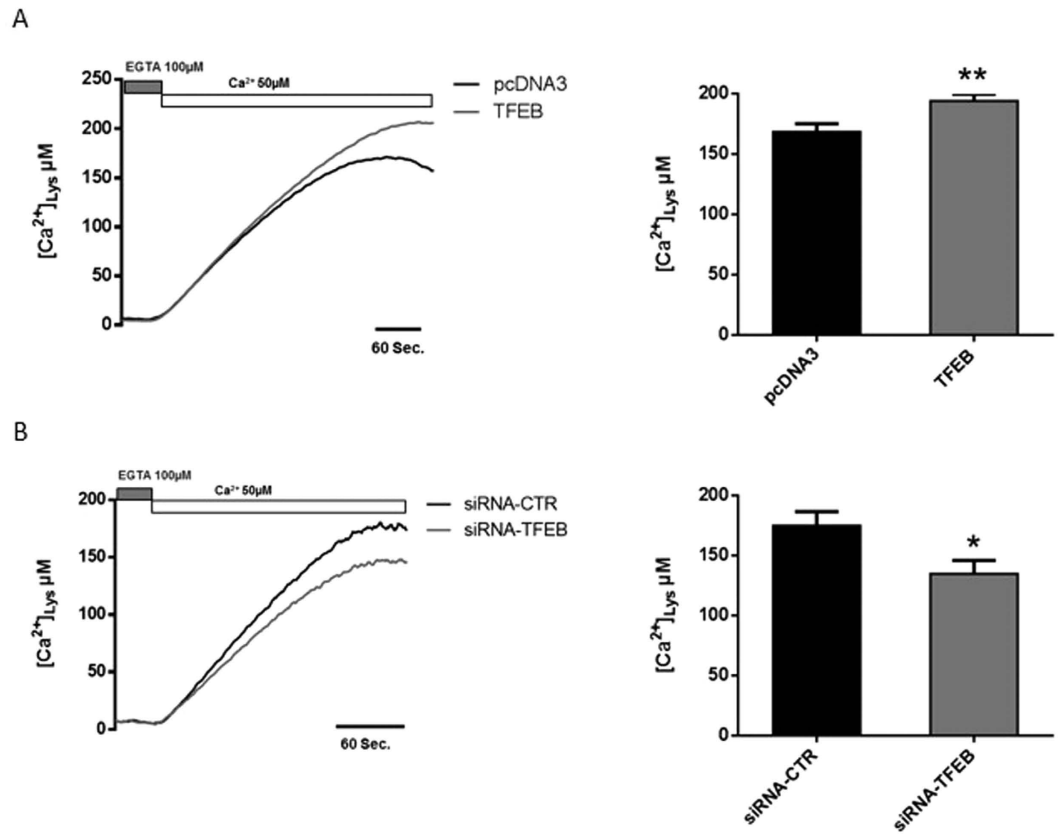 A
EGTA 100µM
Ca²⁺ 50µM
pcDNA3
TFEB
[Ca²⁺]Lys µM
250
200
150
100
50
0
60 Sec.
[Ca²⁺]Lys µM
200
150
100
50
0
**
pcDNA3
TFEB
B
EGTA 100µM
Ca²⁺ 50µM
siRNA-CTR
siRNA-TFEB
[Ca²⁺]Lys µM
200
150
100
50
0
60 Sec.
[Ca²⁺]Lys µM
200
150
100
50
0
*
siRNA-CTR
siRNA-TFEB